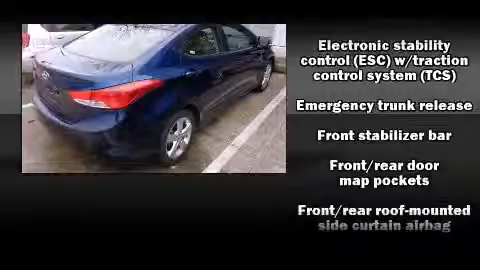 Electronic stability
control (ESC) w/traction
control system (TCS)
Emergency trunk release
Front stabilizer bar
Front/rear door
map pockets
Front/rear roof-mounted
side curtain airbag